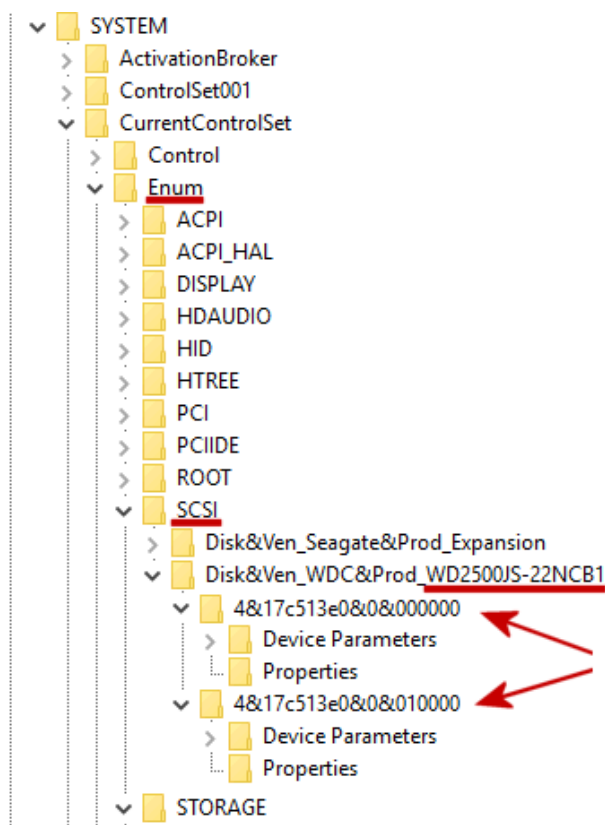 SYSTEM
ActivationBroker
ControlSet001
CurrentControlSet
Control
Enum
ACPI
ACPI_HAL
DISPLAY
HDAUDIO
HID
HTREE
PCI
PCIIDE
ROOT
SCSI
Disk&Ven_Seagate&Prod_Expansion
Disk&Ven_WDC&Prod_WD2500JS-22NCB1
4&17c513e0&0&000000
Device Parameters
Properties
4&17c513e0&0&010000
Device Parameters
Properties
STORAGE